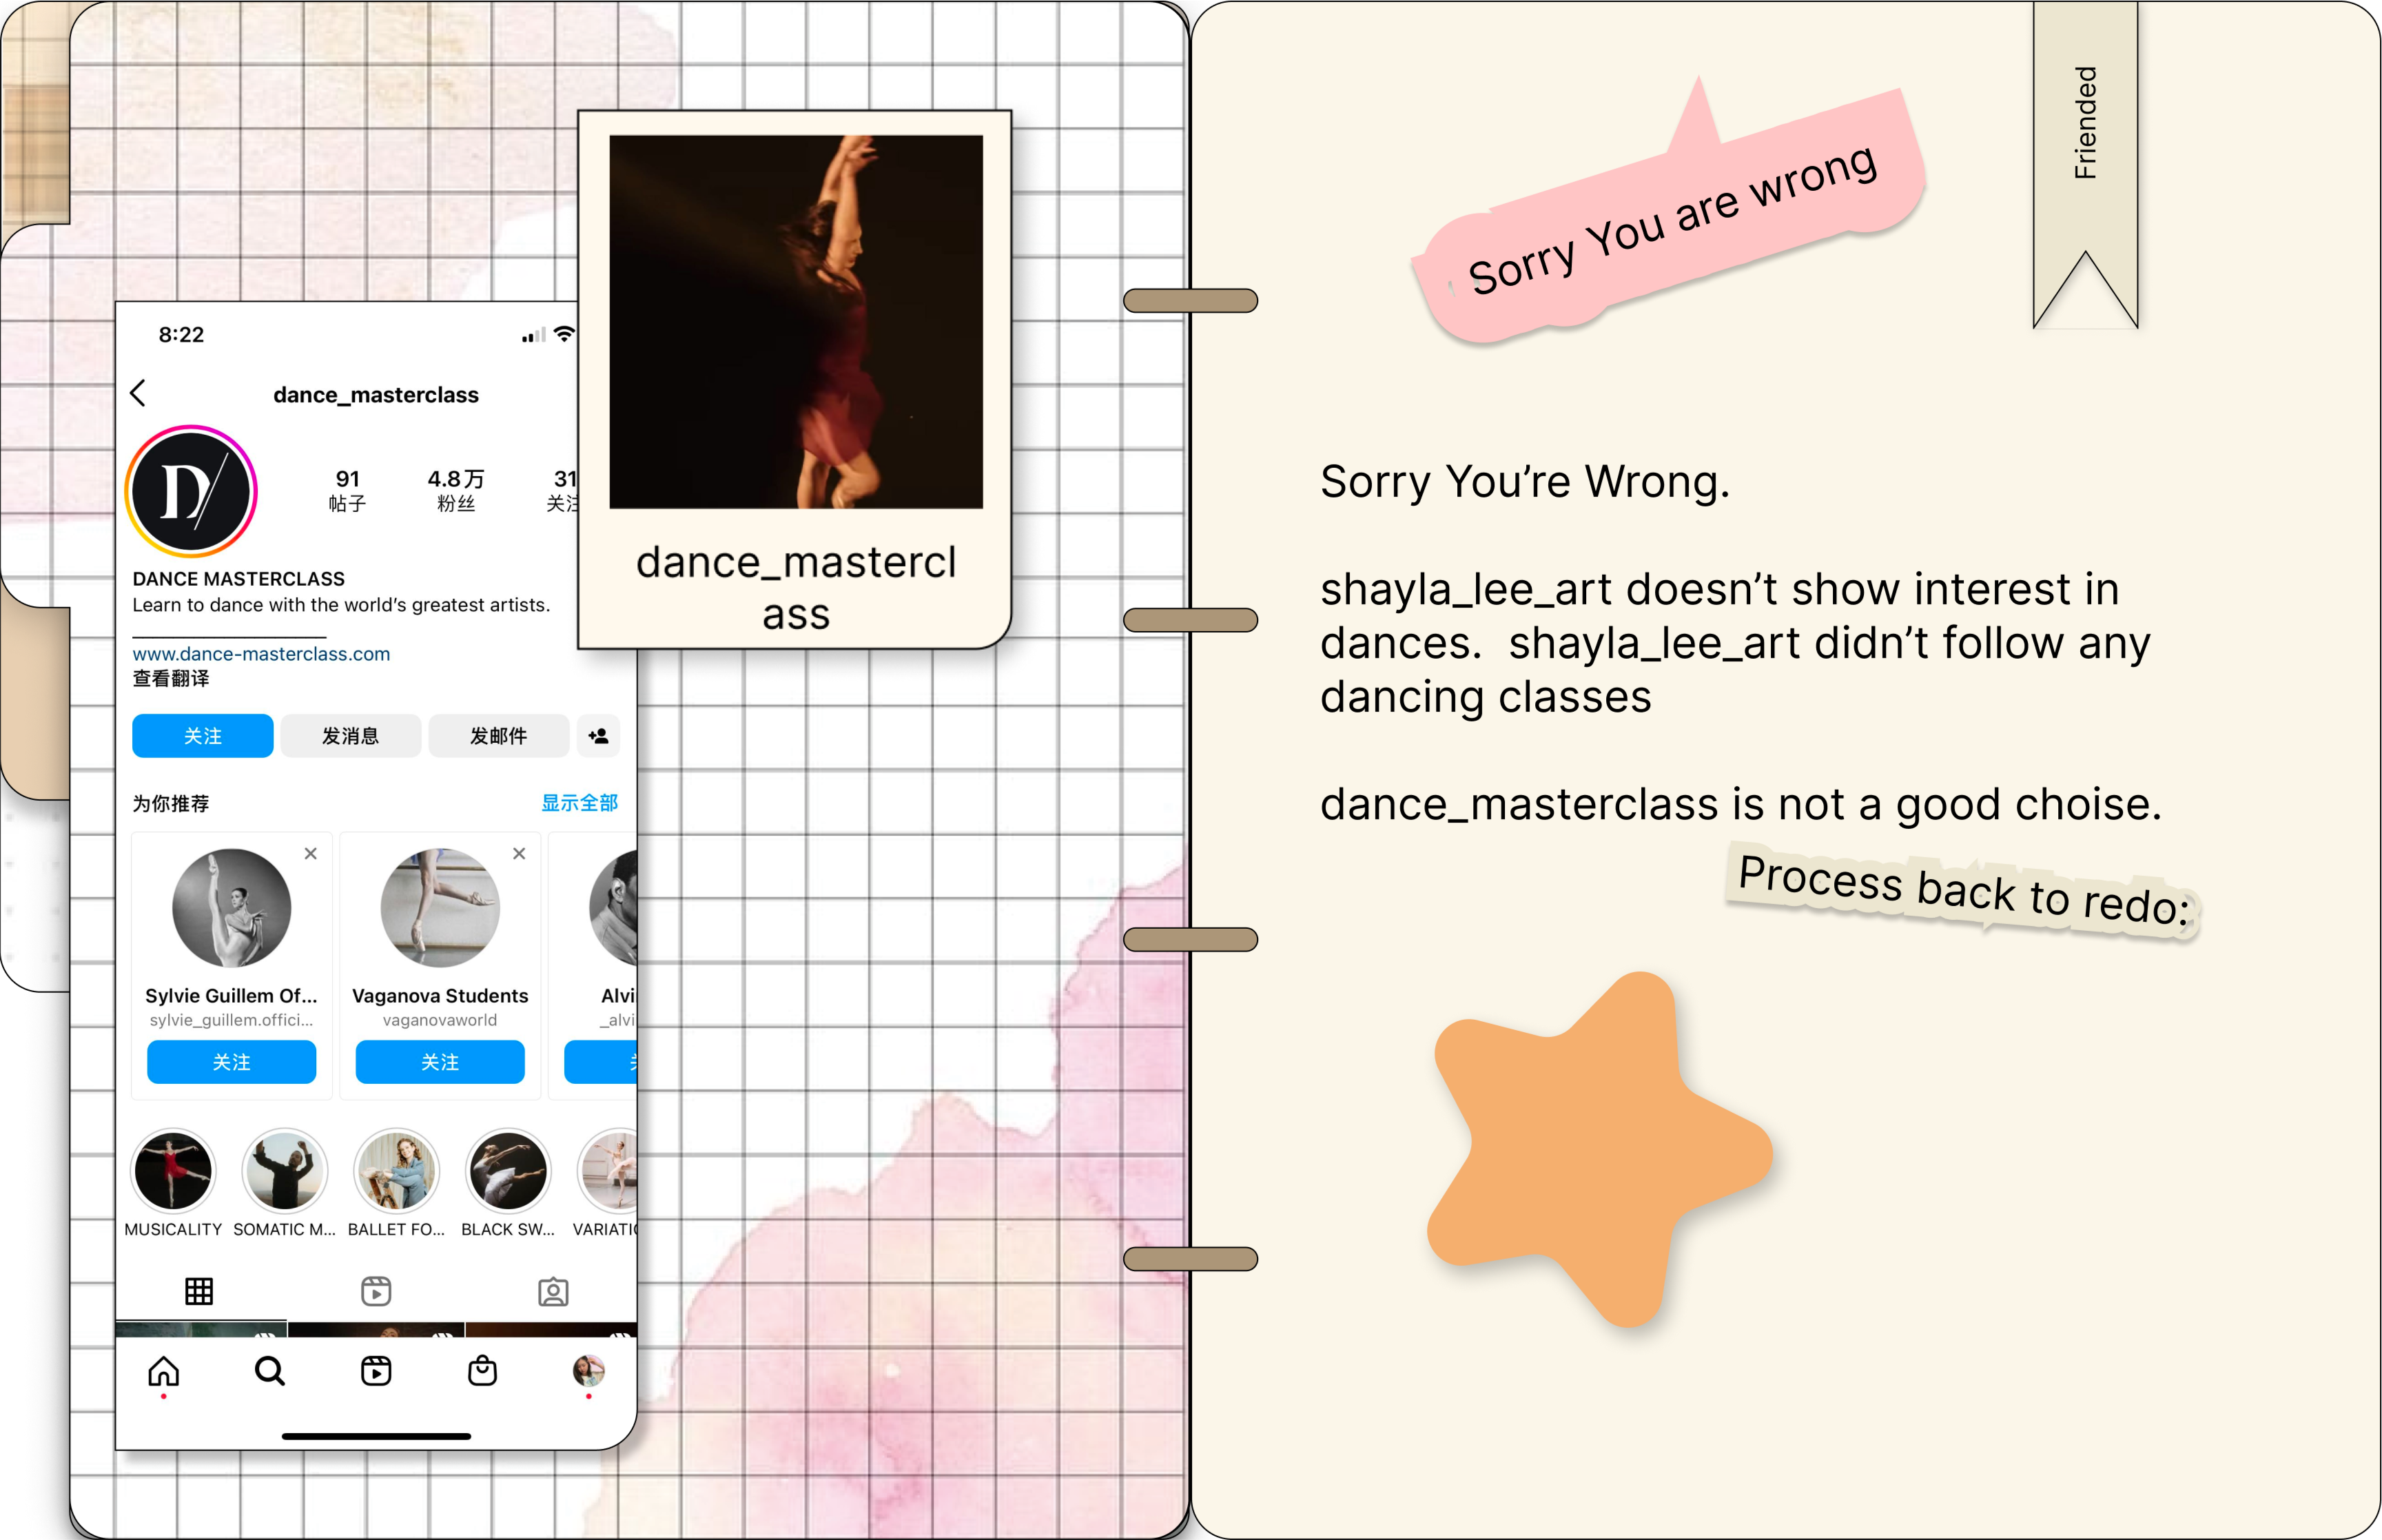 8:22
dance_masterclass
D/
91 4.8万 31
帖子 粉丝 关注
DANCE MASTERCLASS
Learn to dance with the world's greatest artists.
www.dance-masterclass.com
查看翻译
关注 发消息 发邮件
为你推荐 显示全部
Sylvie Guillem Of... Vaganova Students Alvi
sylvie_guillem.offici... vaganovaworld _alvi
关注 关注
MUSICALITY SOMATIC M... BALLET FO... BLACK SW... VARIATI
dance_mastercl
ass
Friended
Sorry You are wrong
Sorry You’re Wrong.
shayla_lee_art doesn’t show interest in
dances. shayla_lee_art didn’t follow any
dancing classes
dance_masterclass is not a good choise.
Process back to redo: